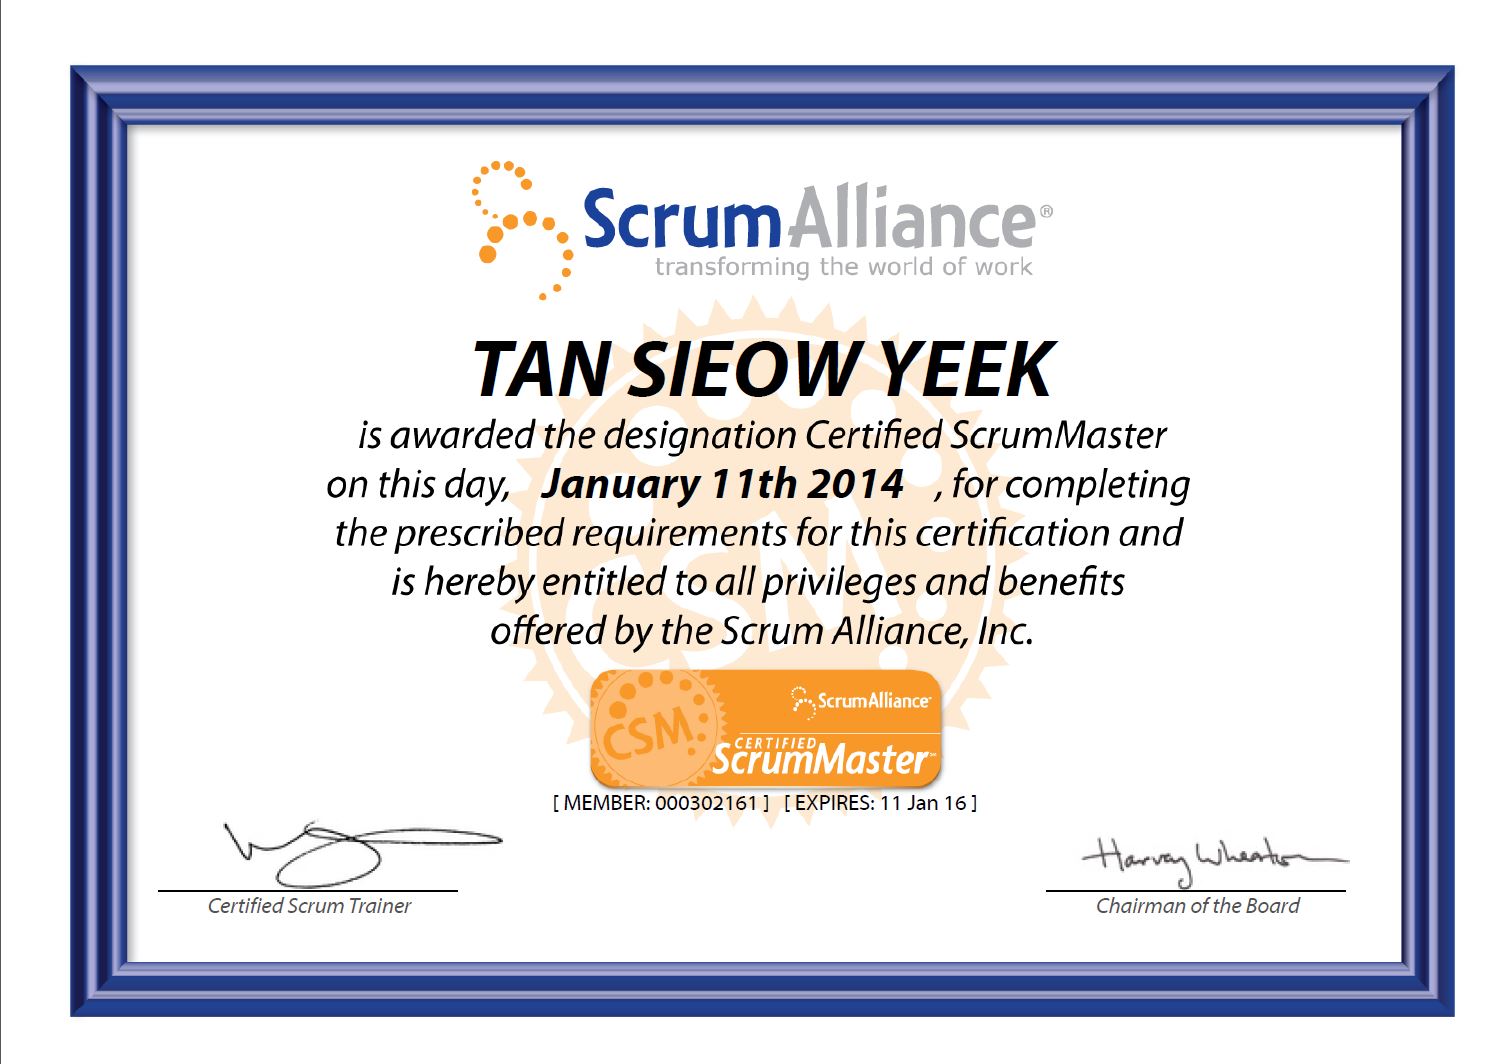 ScrumAlliance®
transforming the world of work
TAN SIEOW YEEK
is awarded the designation Certified ScrumMaster
on this day, January 11th 2014 , for completing
the prescribed requirements for this certification and
is hereby entitled to all privileges and benefits
offered by the Scrum Alliance, Inc.
CSM
CSM
ScrumAlliance
CERTIFIED
ScrumMaster
[ MEMBER: 000302161 ] [ EXPIRES: 11 Jan 16 ]
Harvey Wheaton
Certified Scrum Trainer
Chairman of the Board